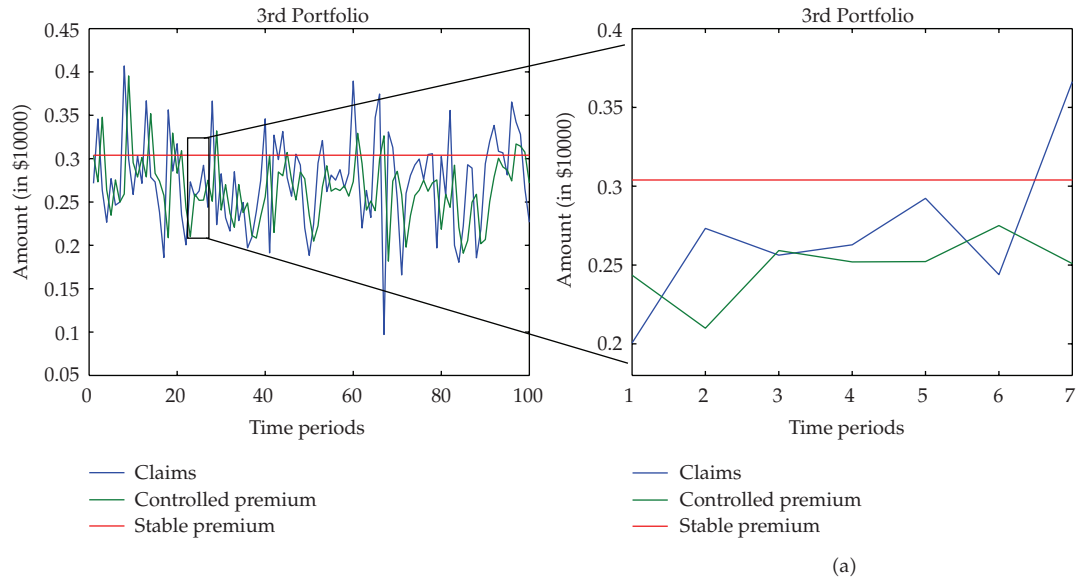 3rd Portfolio
0.45
0.4
0.35
0.3
0.25
0.2
0.15
0.1
0.05
Amount (in $10000)
0 20 40 60 80 100
Time periods
Claims
Controlled premium
Stable premium
3rd Portfolio
0.4
0.35
0.3
0.25
0.2
Amount (in $10000)
1 2 3 4 5 6 7
Time periods
Claims
Controlled premium
Stable premium
(a)